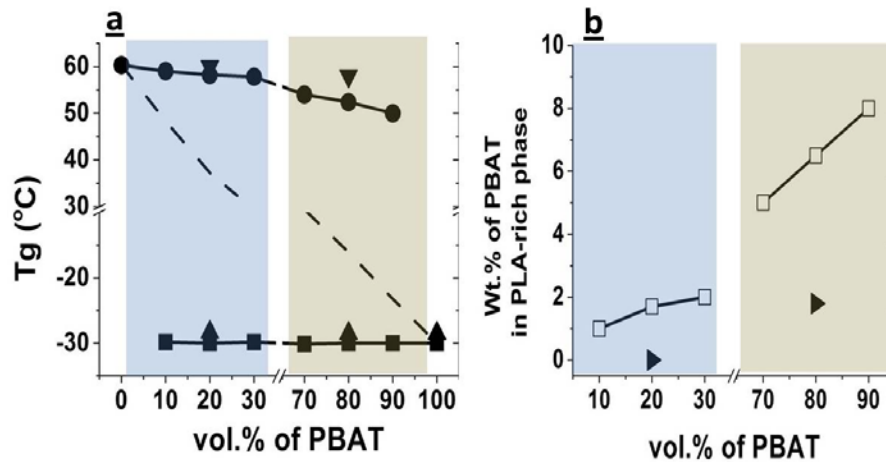 a
60
50
40
30
-20
-30
Tg (°C)
0 10 20 30 70 80 90 100
vol.% of PBAT
b
10
8
6
4
2
0
Wt.% of PBAT
in PLA-rich phase
10 20 30 70 80 90
vol.% of PBAT